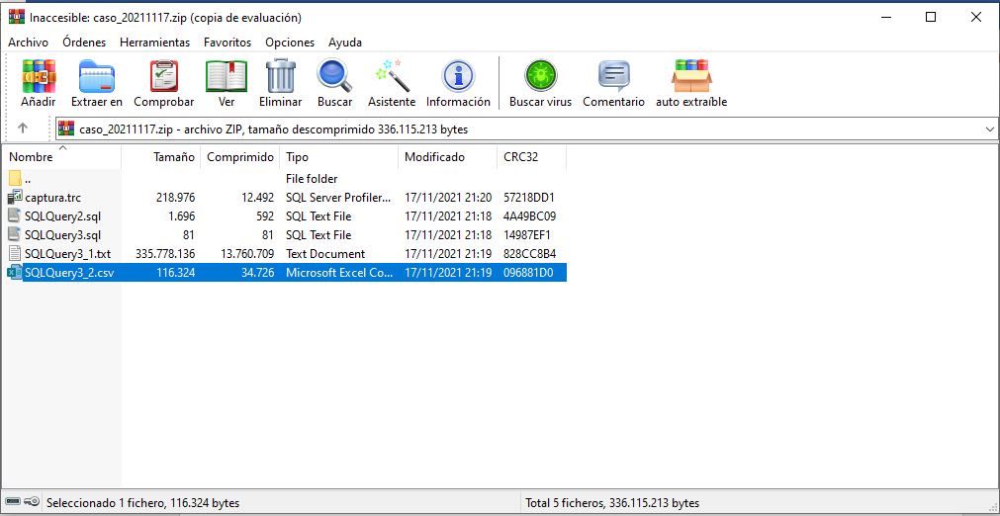 Inaccesible: caso_20211117.zip (copia de evaluación)
Archivo Órdenes Herramientas Favoritos Opciones Ayuda
Añadir Extraer en Comprobar Ver Eliminar Buscar Asistente Información Buscar virus Comentario auto extraíble
caso_20211117.zip - archivo ZIP, tamaño descomprimido 336.115.213 bytes
Nombre Tamaño Comprimido Tipo Modificado CRC32
.. File folder
captura.trc 218.976 12.492 SQL Server Profiler... 17/11/2021 21:20 57218DD1
SQLQuery2.sql 1.696 592 SQL Text File 17/11/2021 21:18 4A49BC09
SQLQuery3.sql 81 81 SQL Text File 17/11/2021 21:18 14987EF1
SQLQuery3_1.txt 335.778.136 13.760.709 Text Document 17/11/2021 21:19 828CC8B4
SQLQuery3_2.csv 116.324 34.726 Microsoft Excel Co... 17/11/2021 21:19 096881D0
Seleccionado 1 fichero, 116.324 bytes Total 5 ficheros, 336.115.213 bytes